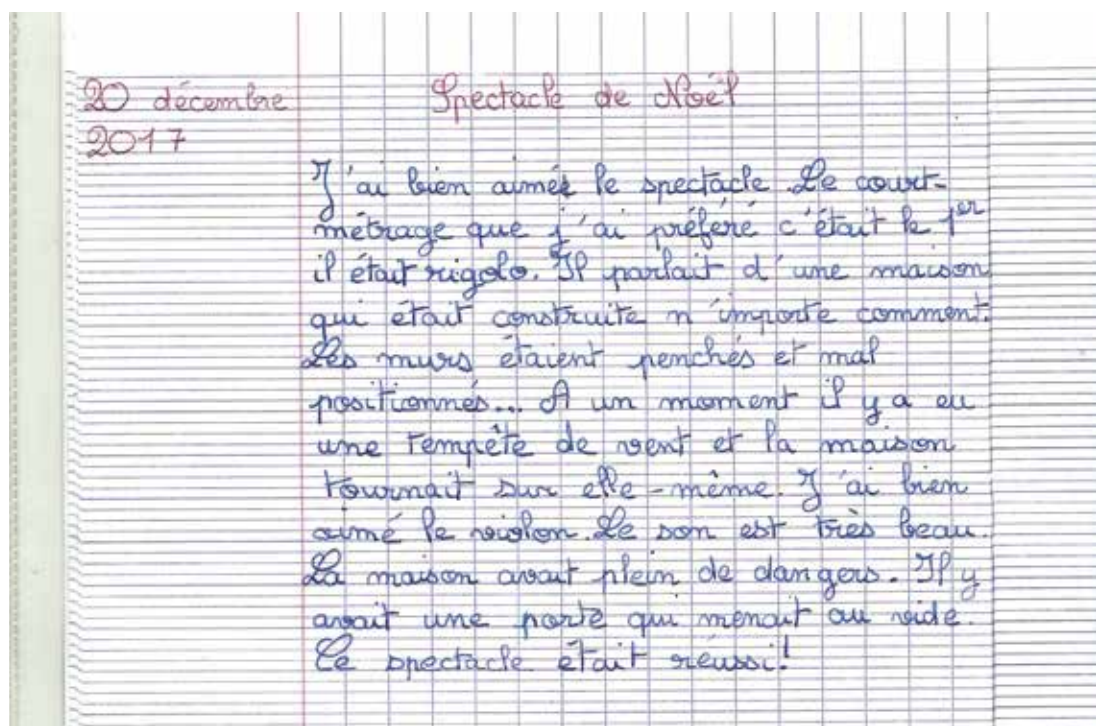 20 décembre Spectacle de Noël
2017
J'ai bien aimé le spectacle. Le court-
métrage que j'ai préféré c'était le 1er
il était rigolo. Il parlait d'une maison
qui était construite n'importe comment.
Les murs étaient penchés et mal
positionnés... A un moment il y a eu
une tempête de vent et la maison
tournait sur elle-même. J'ai bien
aimé le violon. Le son est très beau.
La maison avait plein de dangers. Il y
avait une porte qui menait au vide.
Ce spectacle était réussi!